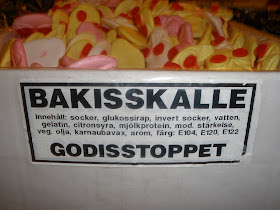 BAKISSKALLE
Innehåll: socker, glukossirap, invert socker, vatten,
gelatin, citronsyra, mjölkprotein, mod. stärkelse,
veg. olja, karnaubavax, arom, färg: E104, E120, E122
GODISSTOPPET